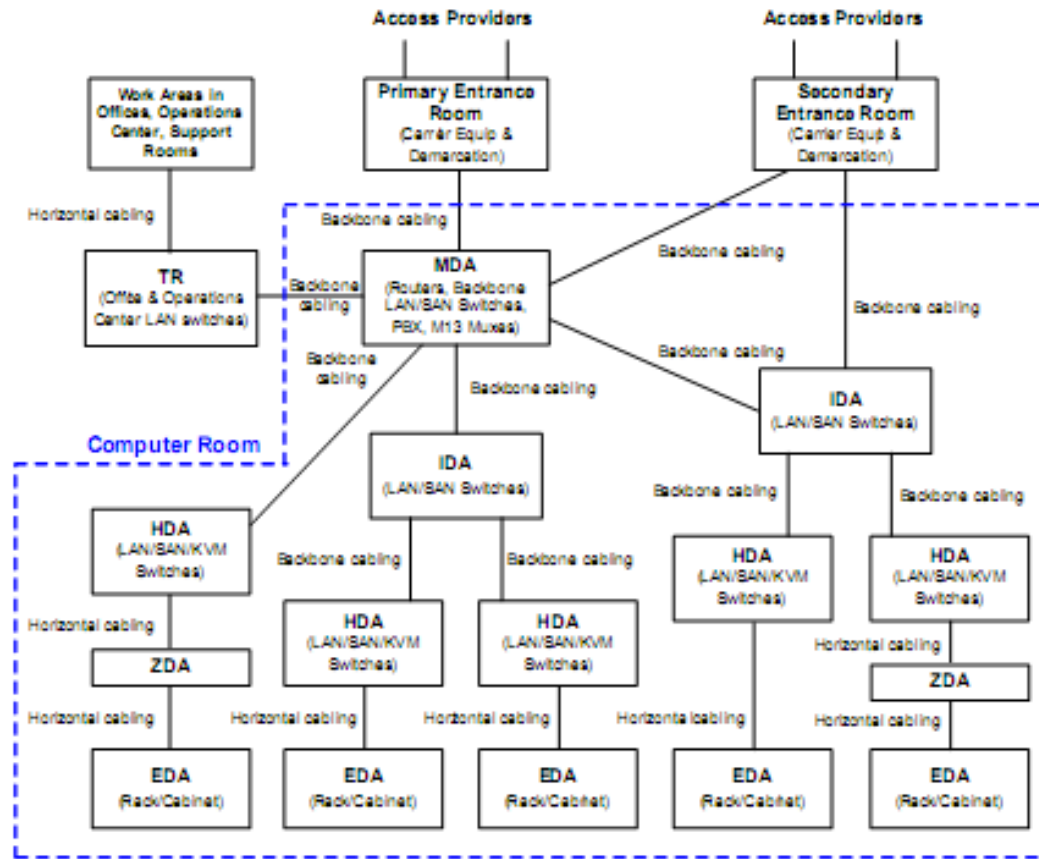 Access Providers
Access Providers
Work Areas in
Offices, Operations
Center, Support
Rooms
Primary Entrance
Room
(Carrier Equip &
Demarcation)
Secondary
Entrance Room
(Carrier Equip &
Demarcation)
Horizontal cabling
Backbone cabling
Backbone cabling
TR
(Office & Operations
Center LAN switches)
Backbone
cabling
MDA
(Routers, Backbone
LAN/SAN Switches,
PBX, M13 Muxes)
Backbone cabling
Backbone
cabling
Backbone cabling
Backbone cabling
IDA
(LAN/SAN Switches)
Computer Room
IDA
(LAN/SAN Switches)
Backbone cabling
Backbone cabling
HDA
(LAN/SAN/KVM
Switches)
Backbone cabling
Backbone cabling
HDA
(LAN/SAN/KVM
Switches)
HDA
(LAN/SAN/KVM
Switches)
HDA
(LAN/SAN/KVM
Switches)
HDA
(LAN/SAN/KVM
Switches)
Horizontal cabling
Horizontal cabling
ZDA
ZDA
Horizontal cabling
Horizontal cabling
Horizontal cabling
Horizontal cabling
Horizontal cabling
EDA
(Rack/Cabinet)
EDA
(Rack/Cabinet)
EDA
(Rack/Cabinet)
EDA
(Rack/Cabinet)
EDA
(Rack/Cabinet)